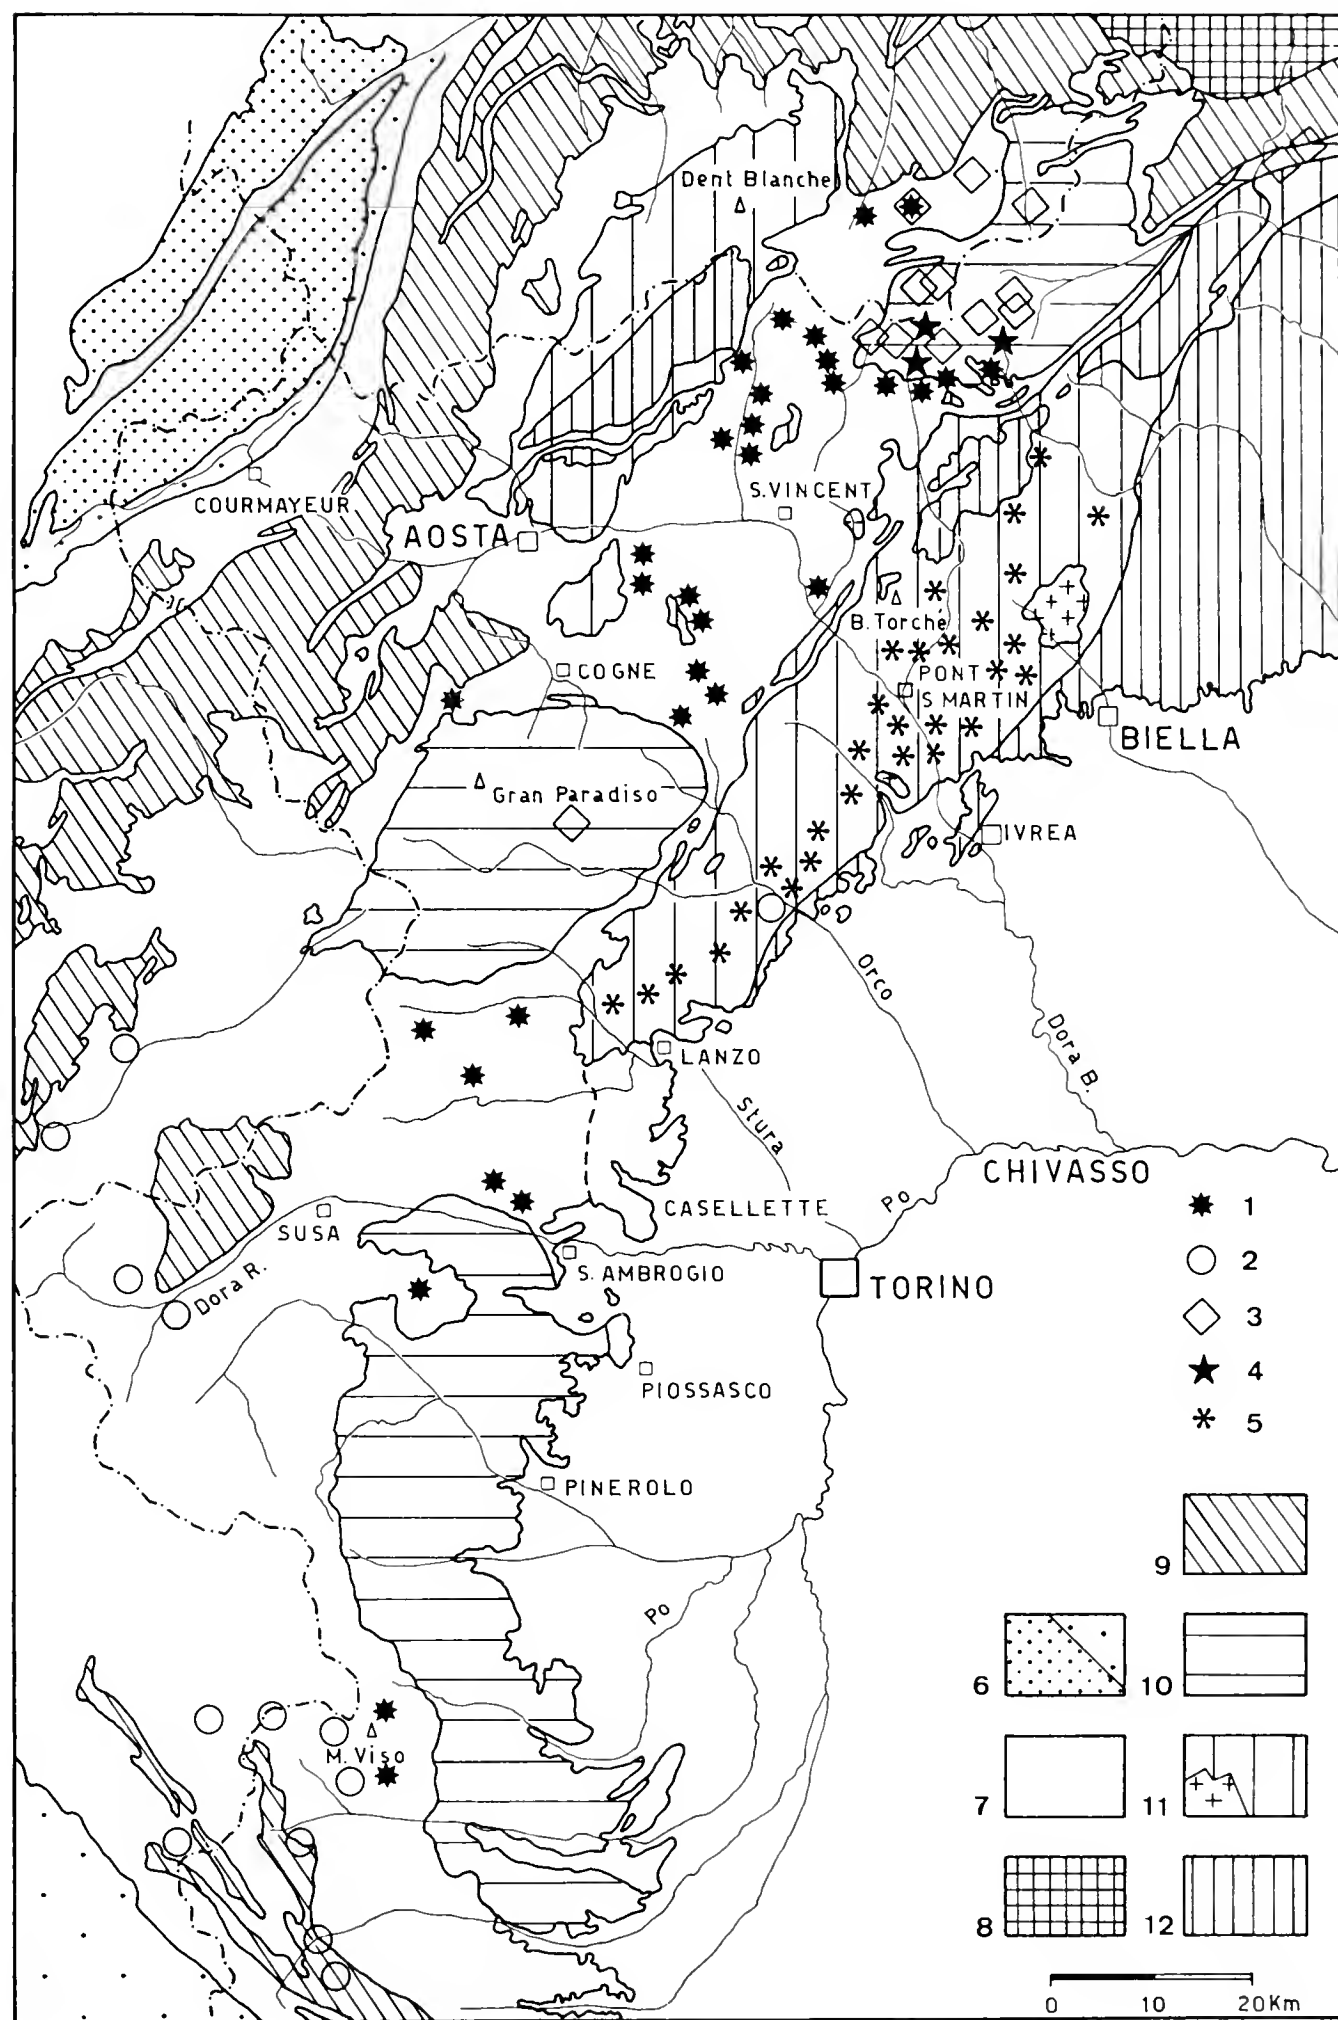 Dent Blanche
COURMAYEUR
S.VINCENT
AOSTA
B. Torché
COGNE
PONT
S MARTIN
BIELLA
Gran Paradiso
IVREA
Orco
Dora B.
LANZO
Stura
CHIVASSO
Po
CASELLETTE
SUSA
S. AMBROGIO
Dora R.
TORINO
PIOSSASCO
PINEROLO
Po
M. Viso
1
2
3
4
5
9
6
10
7
11
8
12
0 10 20Km